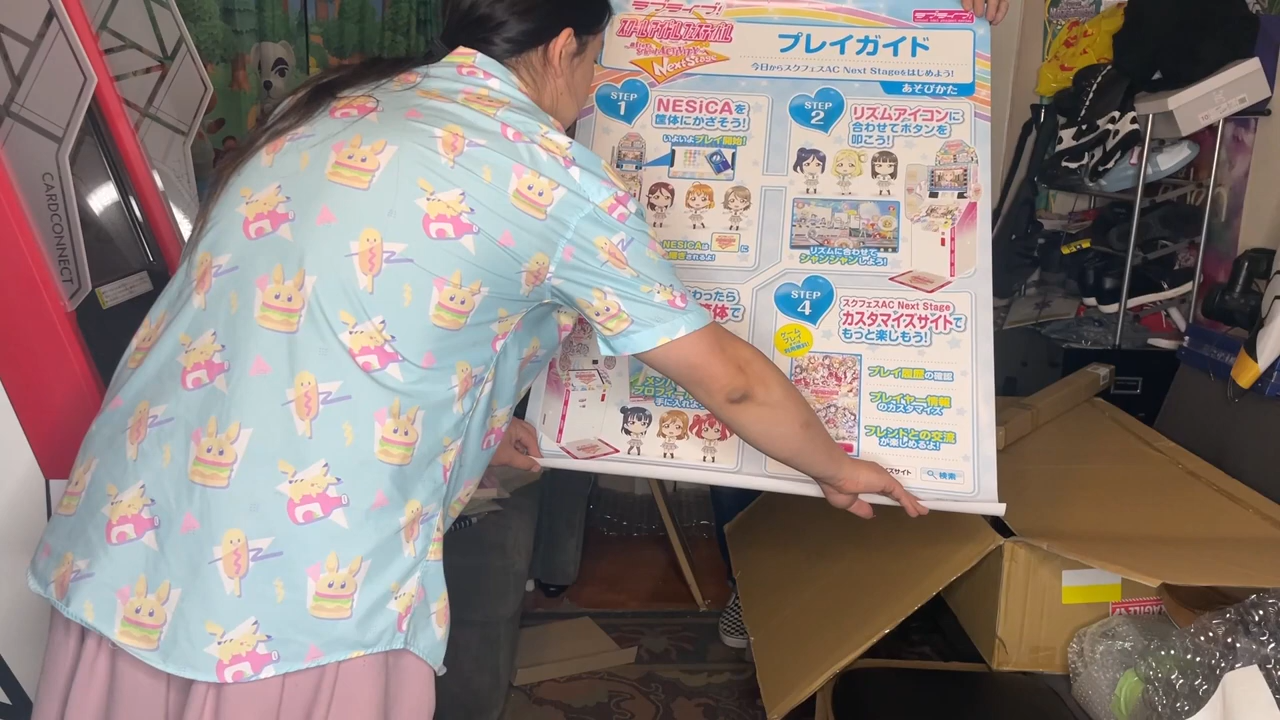 CARDCONNECT
ラブライブ!
スクールアイドルフェスティバル
Next Stage
ラブライブ!
プレイガイド
今日からスクフェスAC Next Stageをはじめよう!
あそびかた
STEP
1
NESiCAを
筐体にかざそう!
いよいよプレイ開始!
NESiCAは
STEP
2
リズムアイコンに
合わせてボタンを
叩こう!
リズムに合わせて
シャンシャンしよう!
わったら
筐体で
手に入れよ
STEP
4
スクフェスAC Next Stage
カスタマイズサイトで
もっと楽しもう!
プレイ履歴の確認
プレイヤー情報
のカスタマイズ
フレンドとの交流
が楽しめるよ!
サイト
検索
FRAGILE